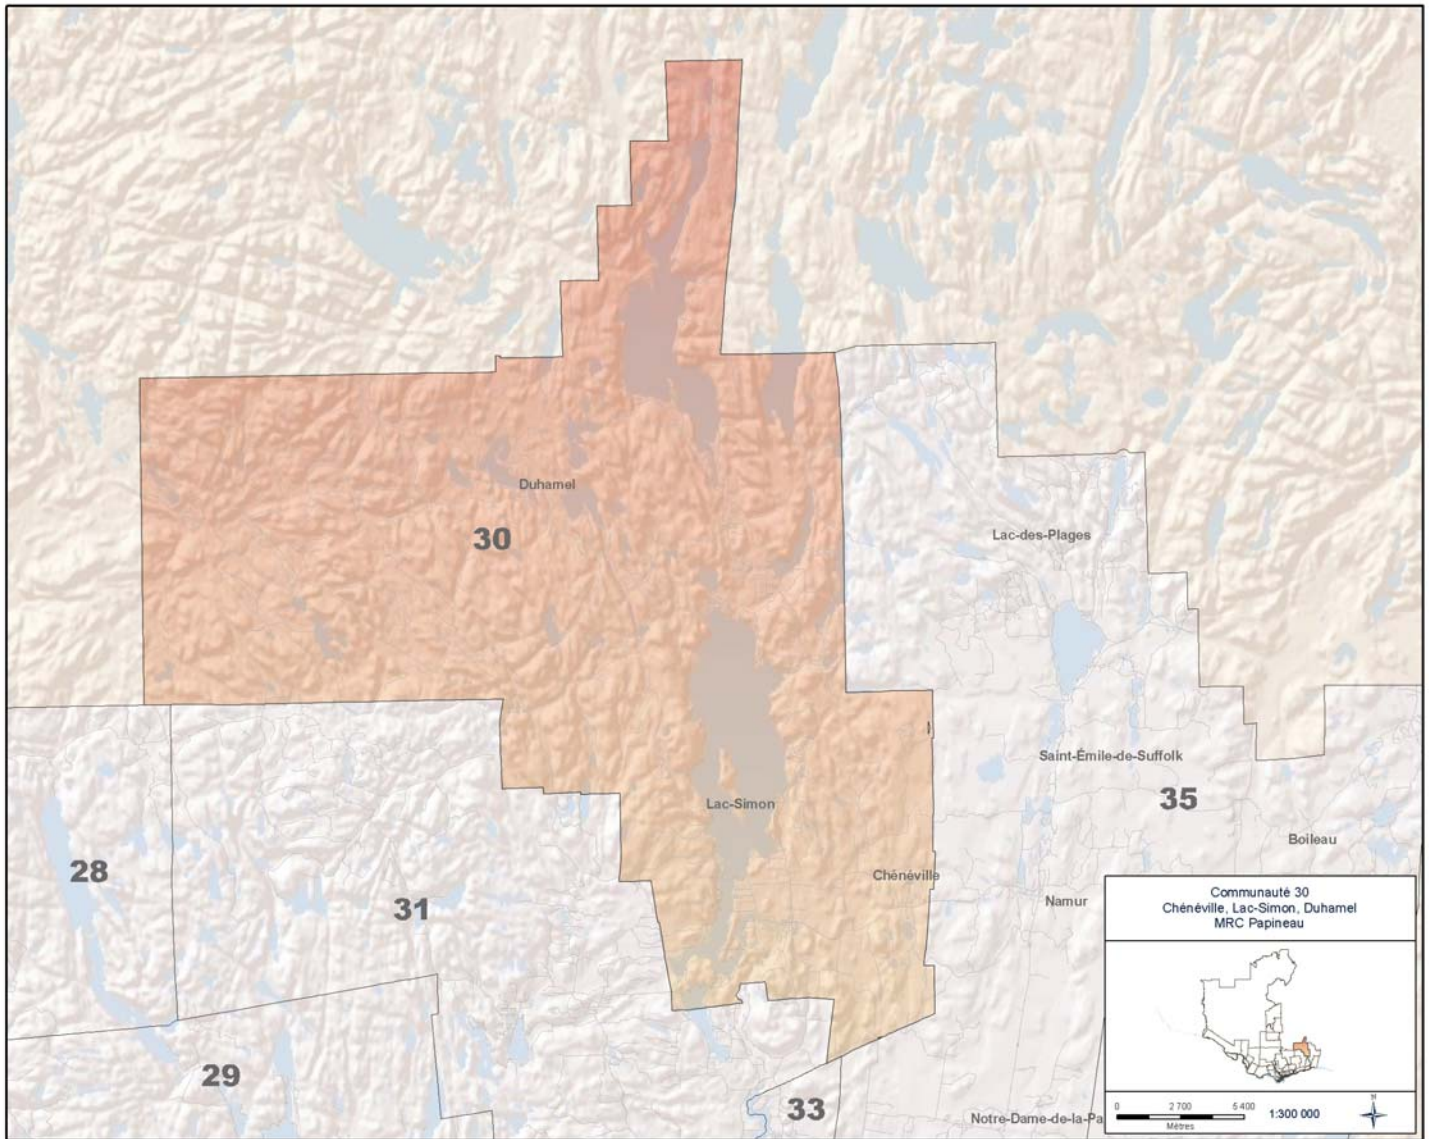 Duhamel
30
Lac-des-Plages
Saint-Émile-de-Suffolk
35
Lac-Simon
Boileau
28
Chénéville
31
Namur
29
33
Notre-Dame-de-la-Pa
Communauté 30
Chénéville, Lac-Simon, Duhamel
MRC Papineau
0 2 700 5 400
Mètres
1:300 000
N